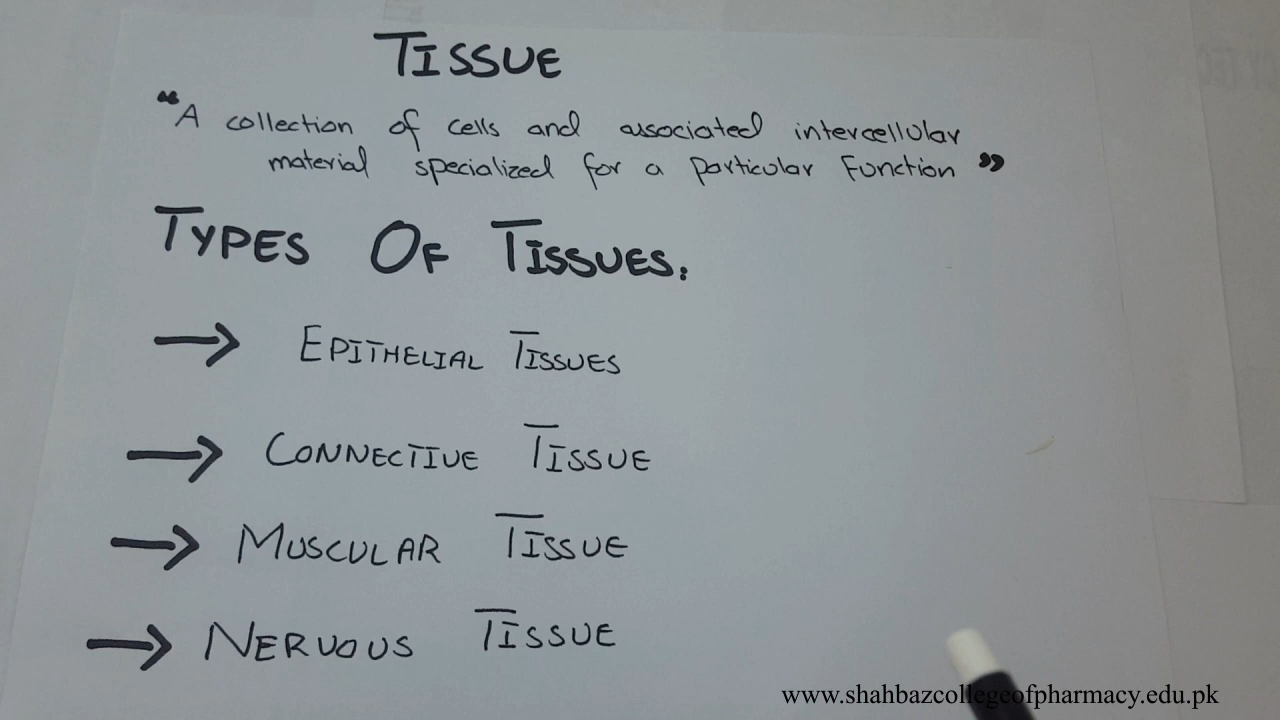 TISSUE
“A collection of cells and associated intercellular
material specialized for a particular Function”
TYPES OF TISSUES:
→ EPITHELIAL TISSUES
→ CONNECTIVE TISSUE
→ MUSCULAR TISSUE
→ NERVOUS TISSUE
www.shahbazcollegeofpharmacy.edu.pk